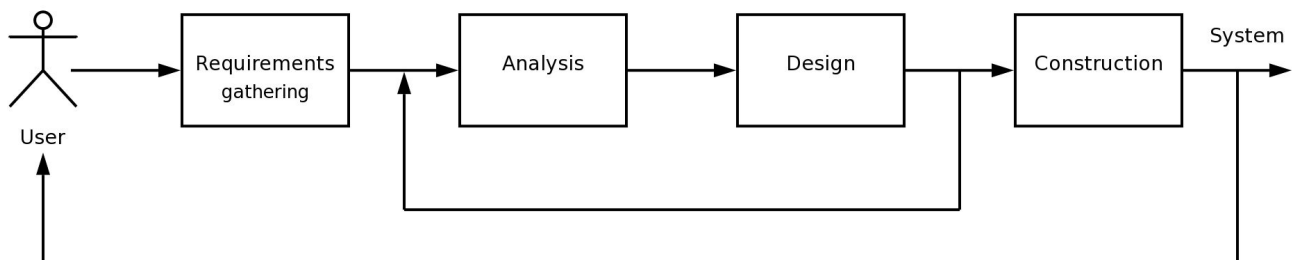 System
Requirements
gathering
Analysis
Design
Construction
User